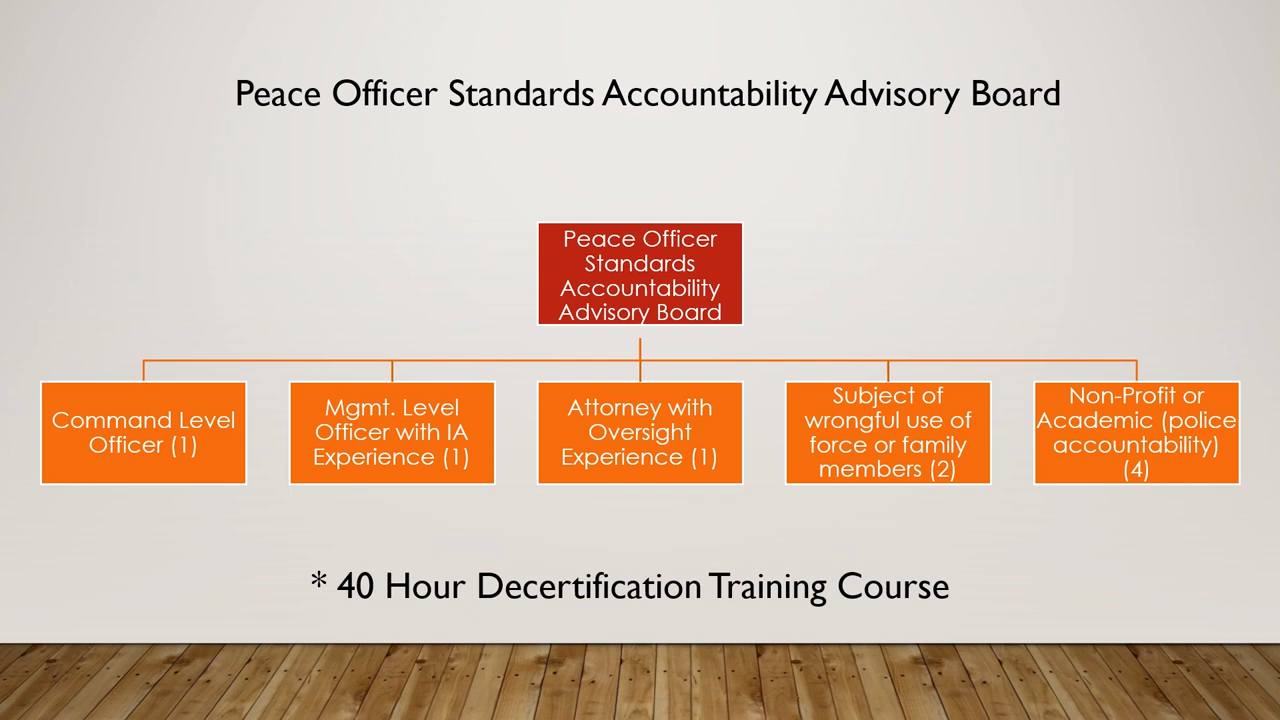 Peace Officer Standards Accountability Advisory Board
Peace Officer
Standards
Accountability
Advisory Board
Command Level
Officer (1)
Mgmt. Level
Officer with IA
Experience (1)
Attorney with
Oversight
Experience (1)
Subject of
wrongful use of
force or family
members (2)
Non-Profit or
Academic (police
accountability)
(4)
* 40 Hour Decertification Training Course